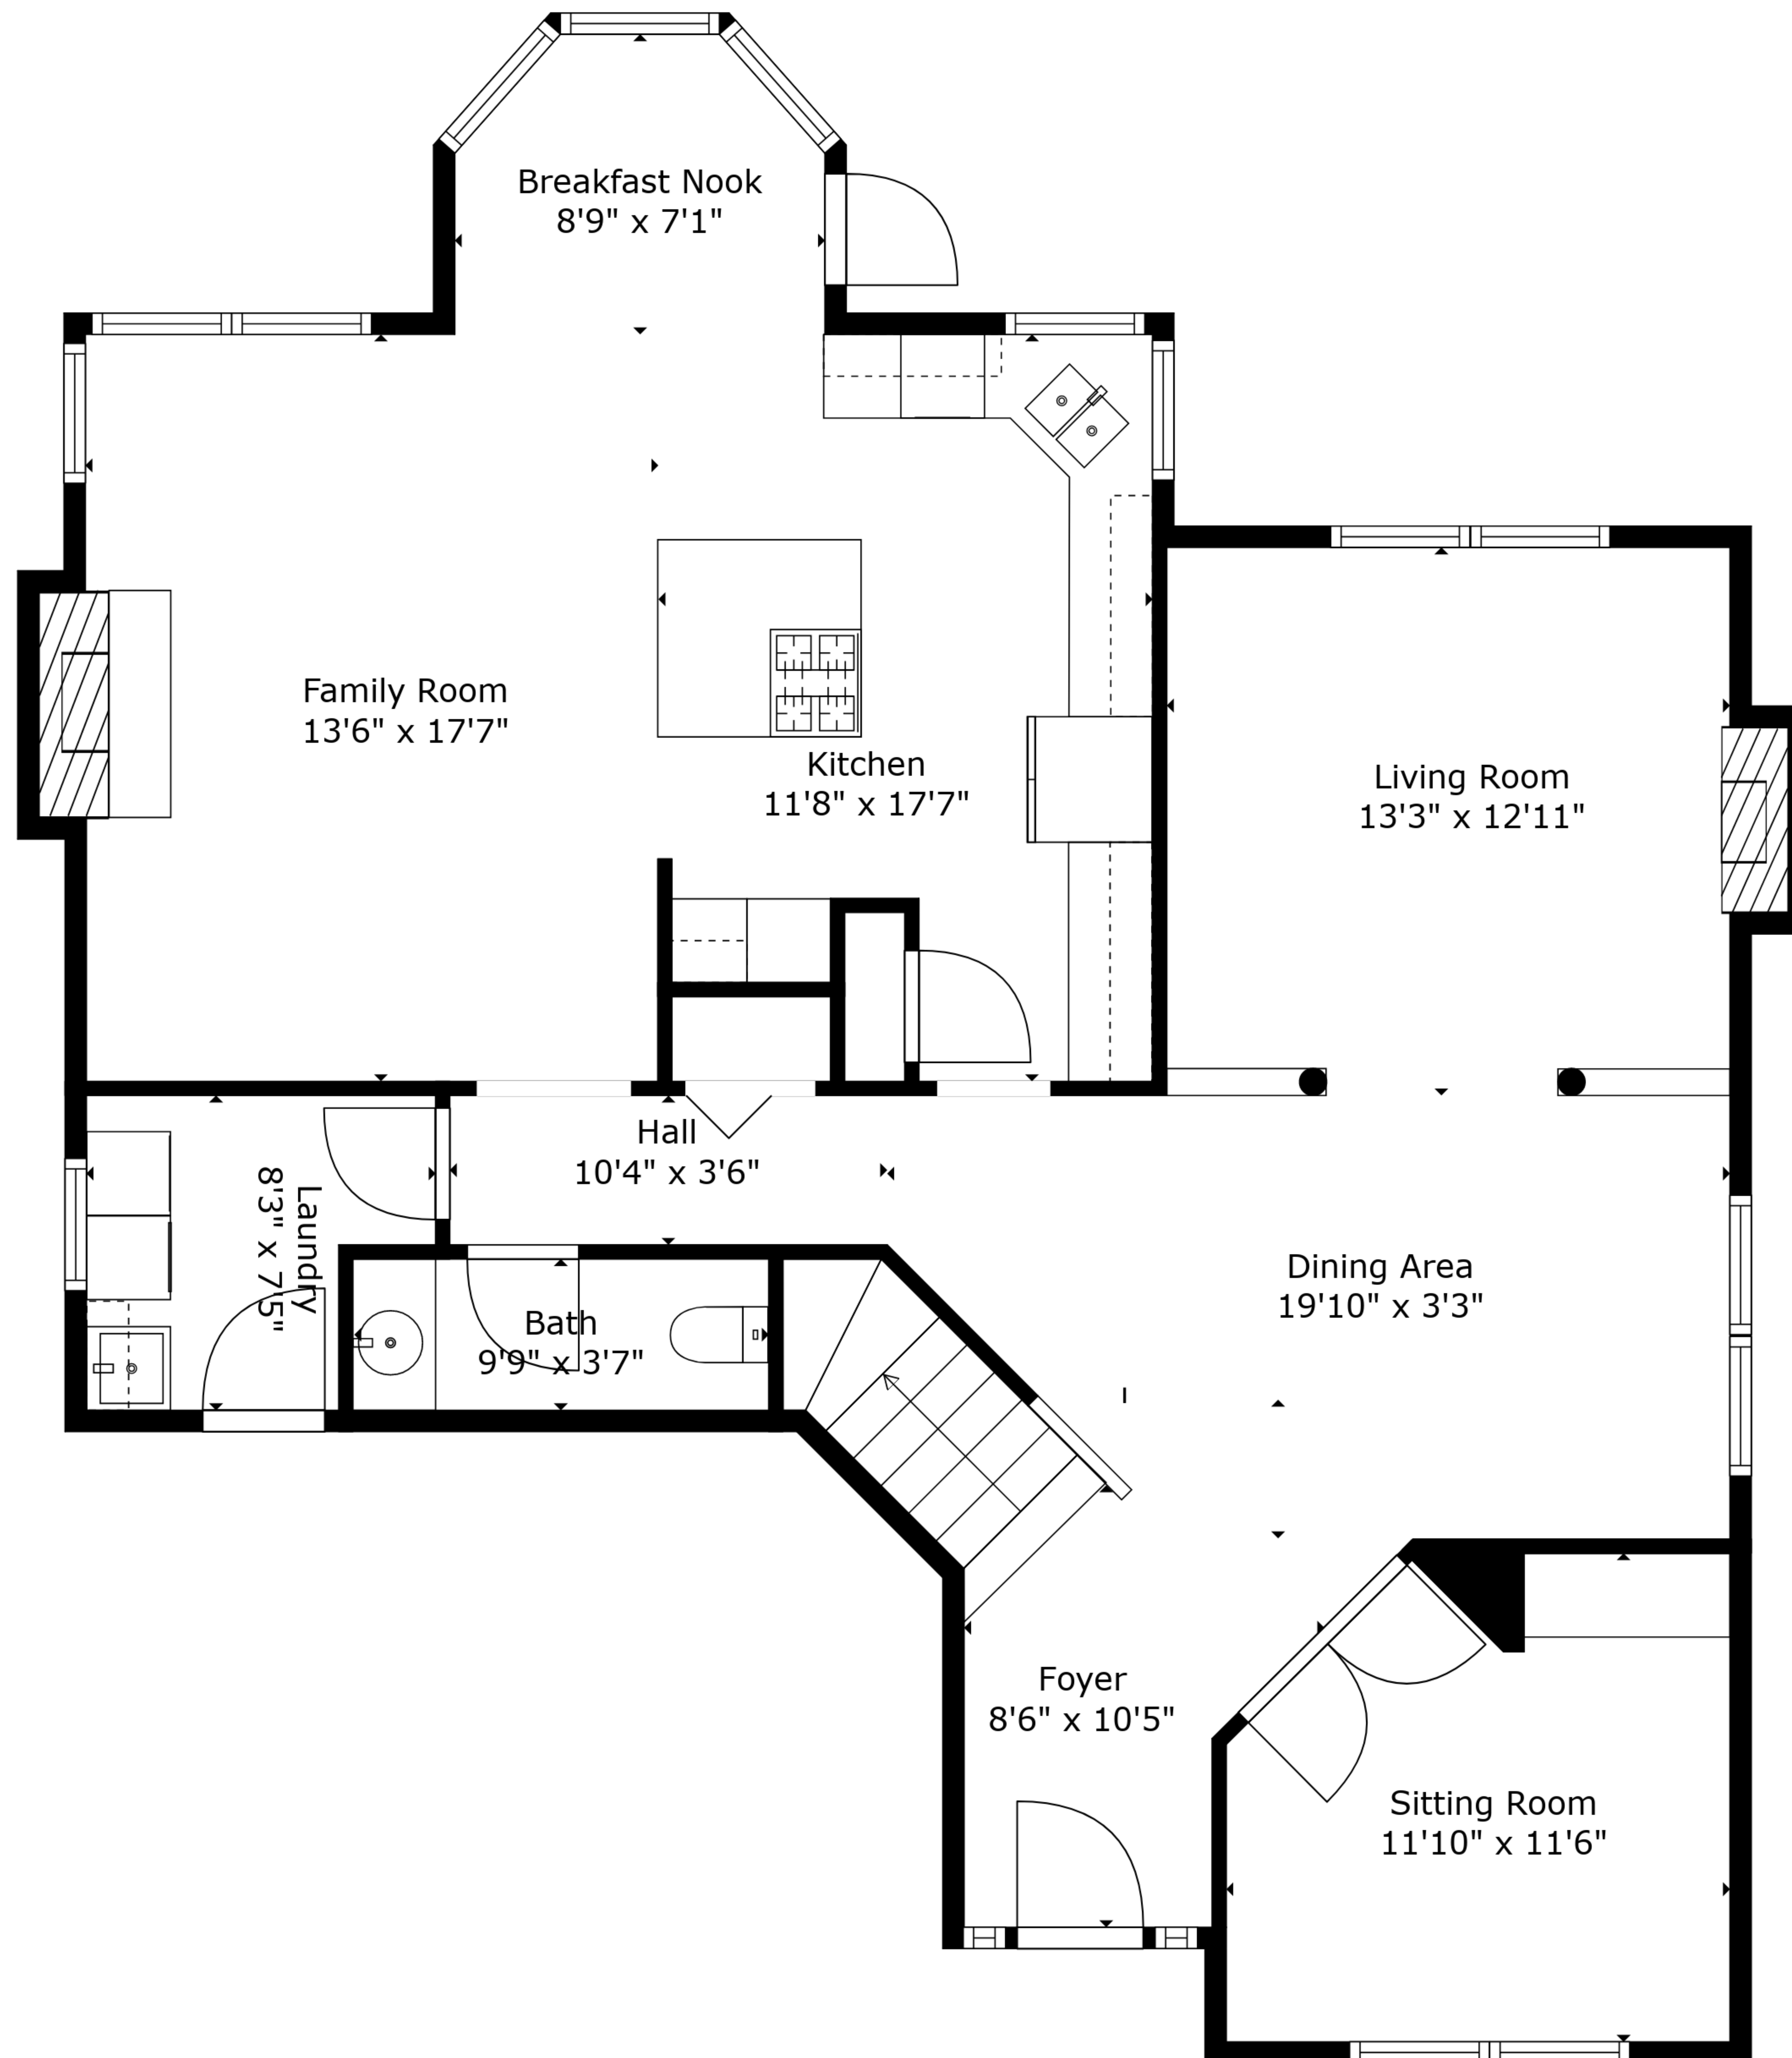 Breakfast Nook
8'9" x 7'1"
Family Room
13'6" x 17'7"
Kitchen
11'8" x 17'7"
Living Room
13'3" x 12'11"
Hall
10'4" x 3'6"
Laundry
8'3" x 7'5"
Dining Area
19'10" x 3'3"
Bath
9'9" x 3'7"
Foyer
8'6" x 10'5"
Sitting Room
11'10" x 11'6"